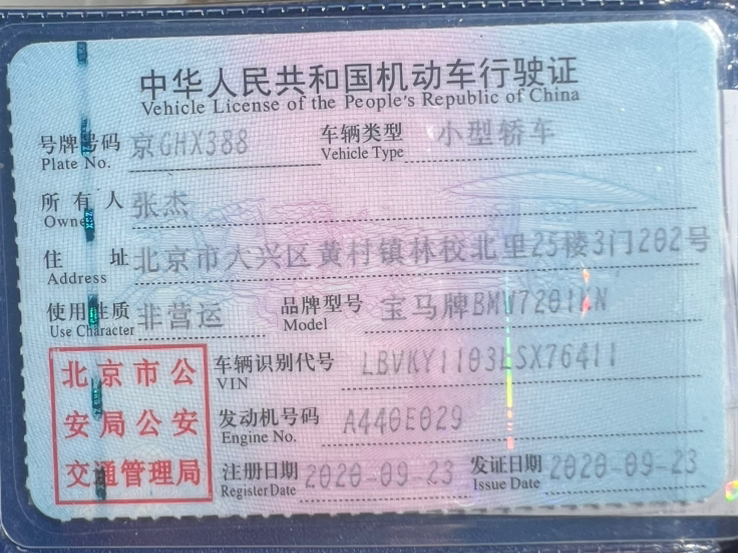 中华人民共和国机动车行驶证
Vehicle License of the People's Republic of China
号牌号码 京GHX388 车辆类型 小型轿车
Plate No. Vehicle Type
所有人 张杰
Owner
住址 北京市大兴区黄村镇林校北里25楼3门202号
Address
使用性质 非营运 品牌型号 宝马牌
Use Character Model
车辆识别代号
VIN
北京市公
安局公安
交通管理局
发动机号码 A440E029
Engine No.
注册日期 2020-09-23 发证日期 2020-09-23
Register Date Issue Date